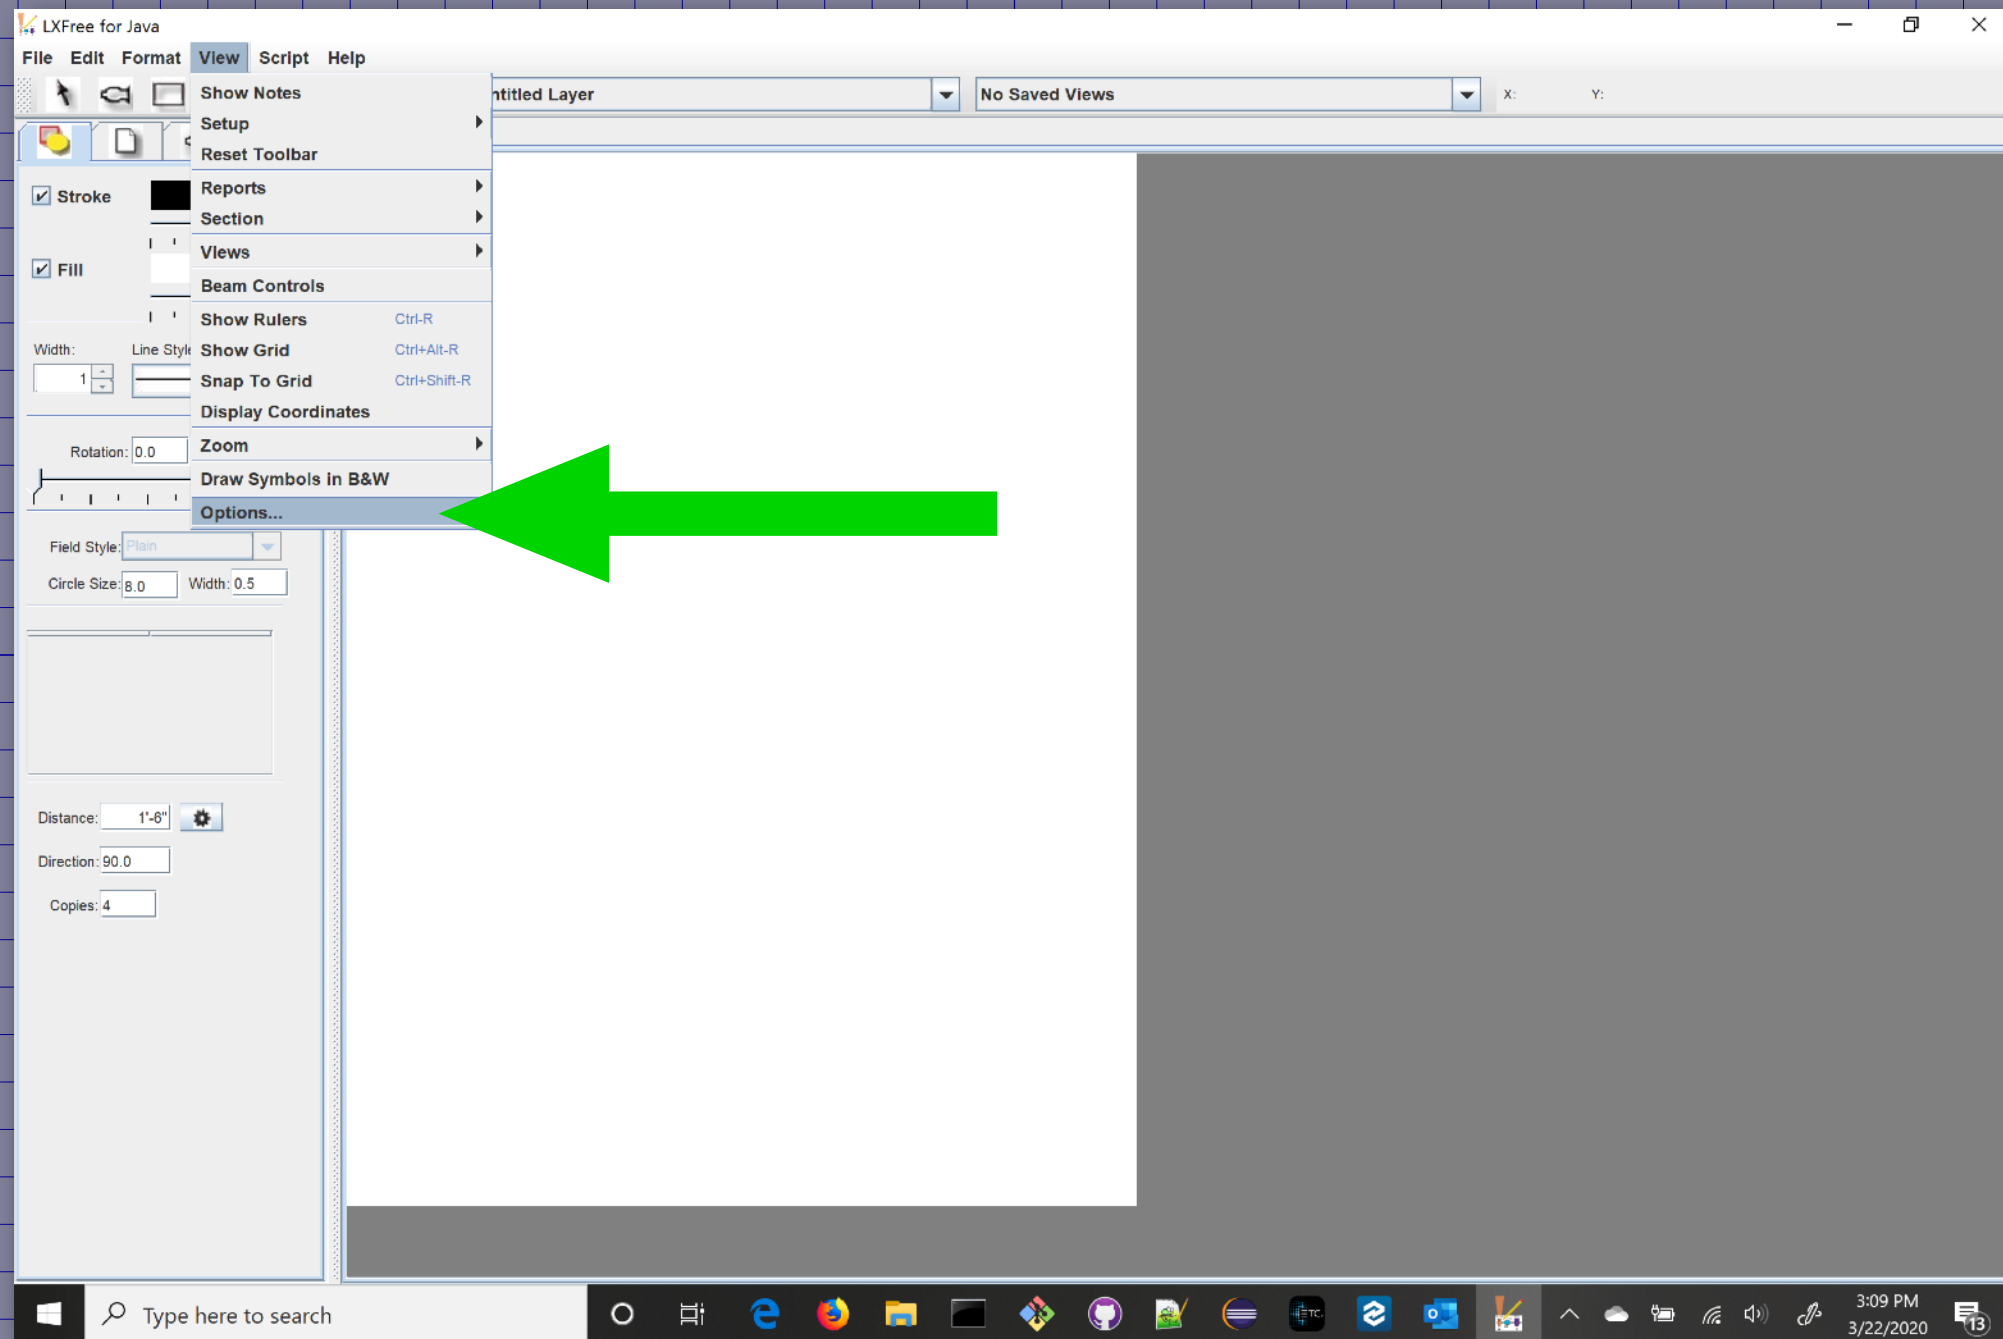 LXFree for Java
File Edit Format View Script Help
ntitled Layer
No Saved Views
X:
Y:
Show Notes
Setup
Reset Toolbar
Reports
Section
Views
Beam Controls
Show Rulers Ctrl-R
Show Grid Ctrl+Alt-R
Snap To Grid Ctrl+Shift-R
Display Coordinates
Zoom
Draw Symbols in B&W
Options...
Stroke
Fill
Width: Line Style
1
Rotation: 0.0
Field Style: Plain
Circle Size: 8.0 Width: 0.5
Distance: 1'-6"
Direction: 90.0
Copies: 4
Type here to search
ETC
3:09 PM
3/22/2020
13